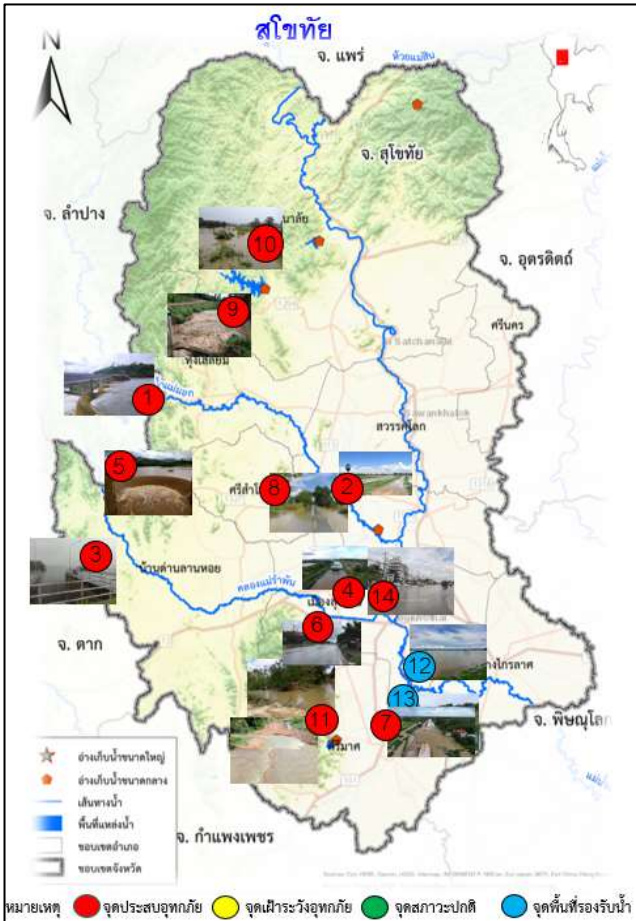 สุโขทัย
N
จ. แพร่
ห้วยแม่สิน
จ. สุโขทัย
จ. ลำปาง
นาลัย
10
จ. อุตรดิตถ์
9
ศรีนคร
ทุ่งเสลี่ยม
1
สวรรคโลก
5
8
2
ศรีสำโ
3
บ้านด่านลานหอย
คลองแม่รำพัน
4
14
เมืองสุ
6
12
างไกรลาศ
จ. ตาก
13
11
7
จ. พิษณุโลก
ศรีมาศ
อ่างเก็บน้ำขนาดใหญ่
อ่างเก็บน้ำขนาดกลาง
เส้นทางน้ำ
พื้นที่แหล่งน้ำ
ขอบเขตอำเภอ
ขอบเขตจังหวัด
จ. กำแพงเพชร
หมายเหตุ จุดประสบอุทกภัย จุดเฝ้าระวังอุทกภัย จุดสภาวะปกติ จุดพื้นที่รองรับน้ำ